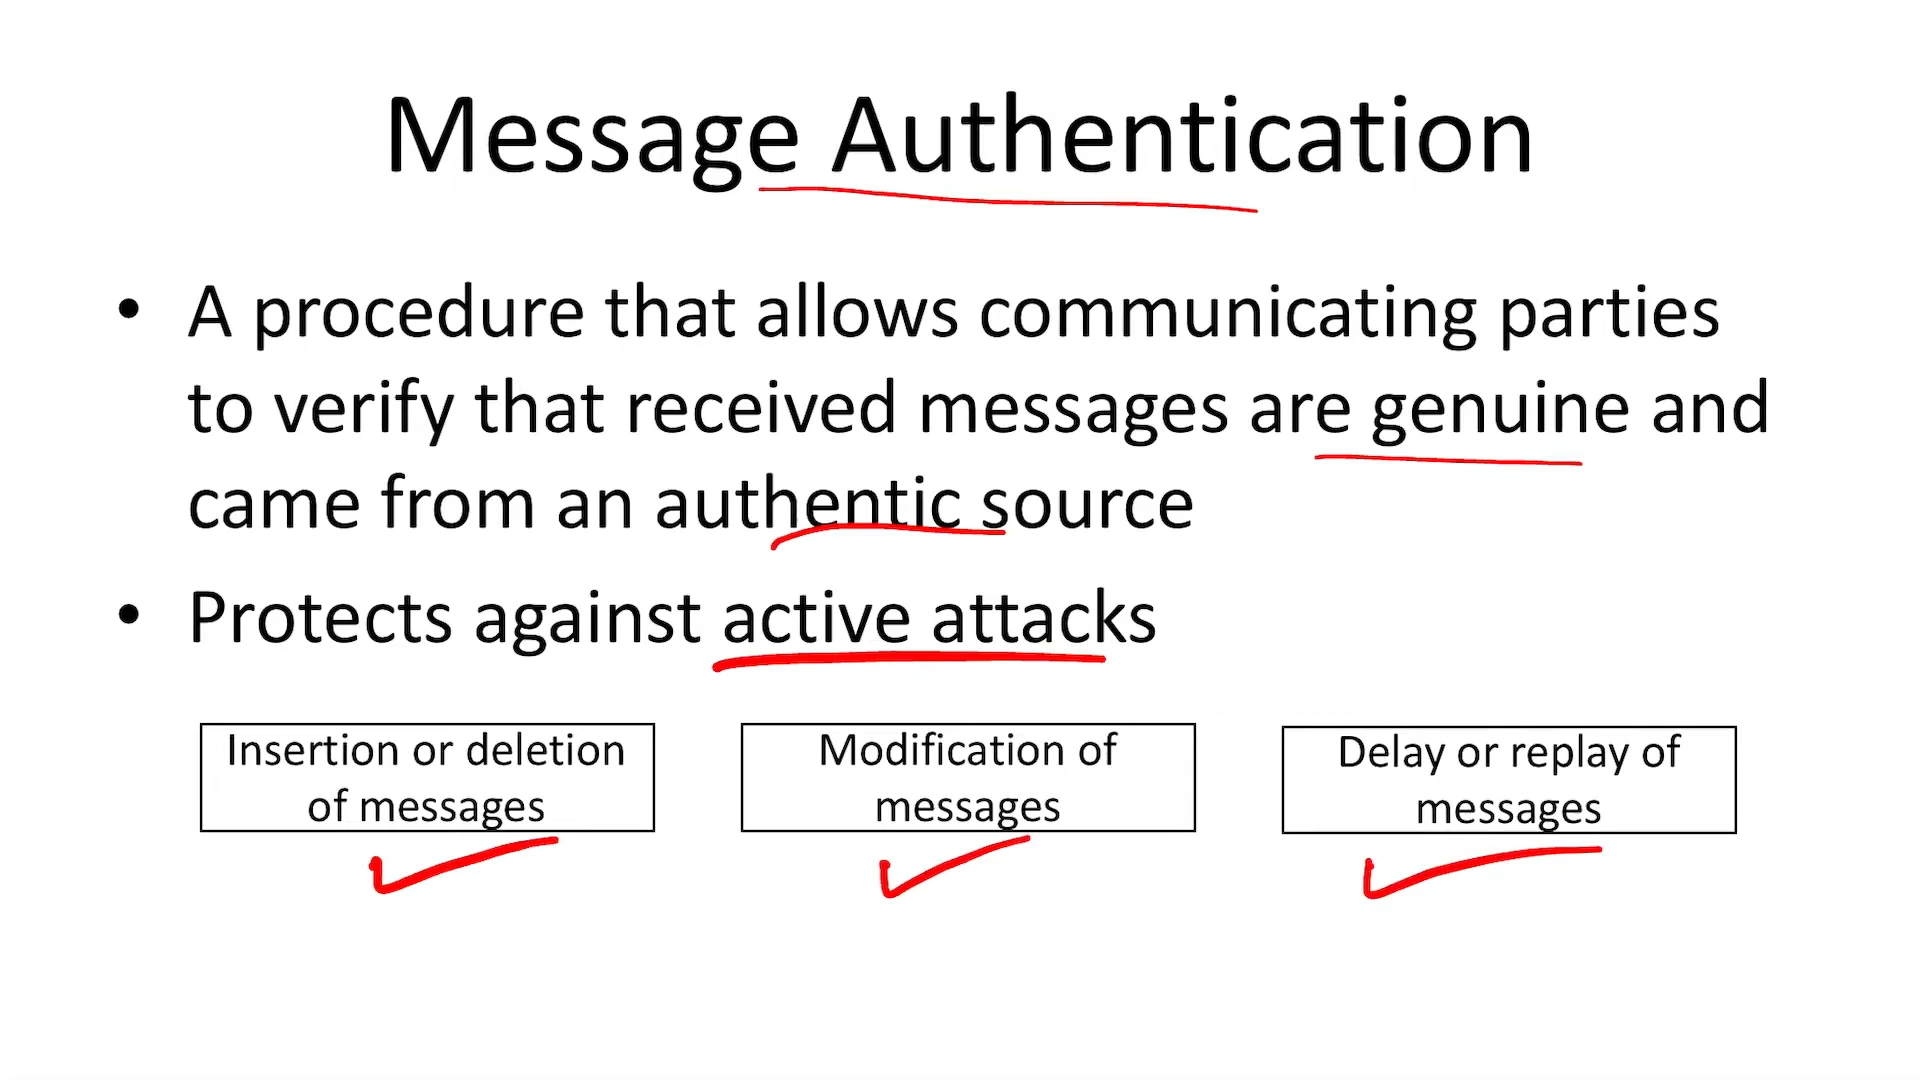 Message Authentication
• A procedure that allows communicating parties
to verify that received messages are genuine and
came from an authentic source
• Protects against active attacks
Insertion or deletion
of messages
Modification of
messages
Delay or replay of
messages